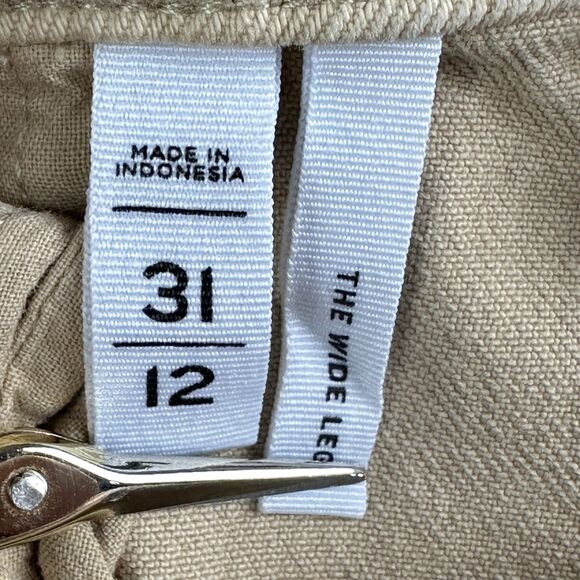 MADE IN
INDONESIA
31
12
THE WIDE LEG